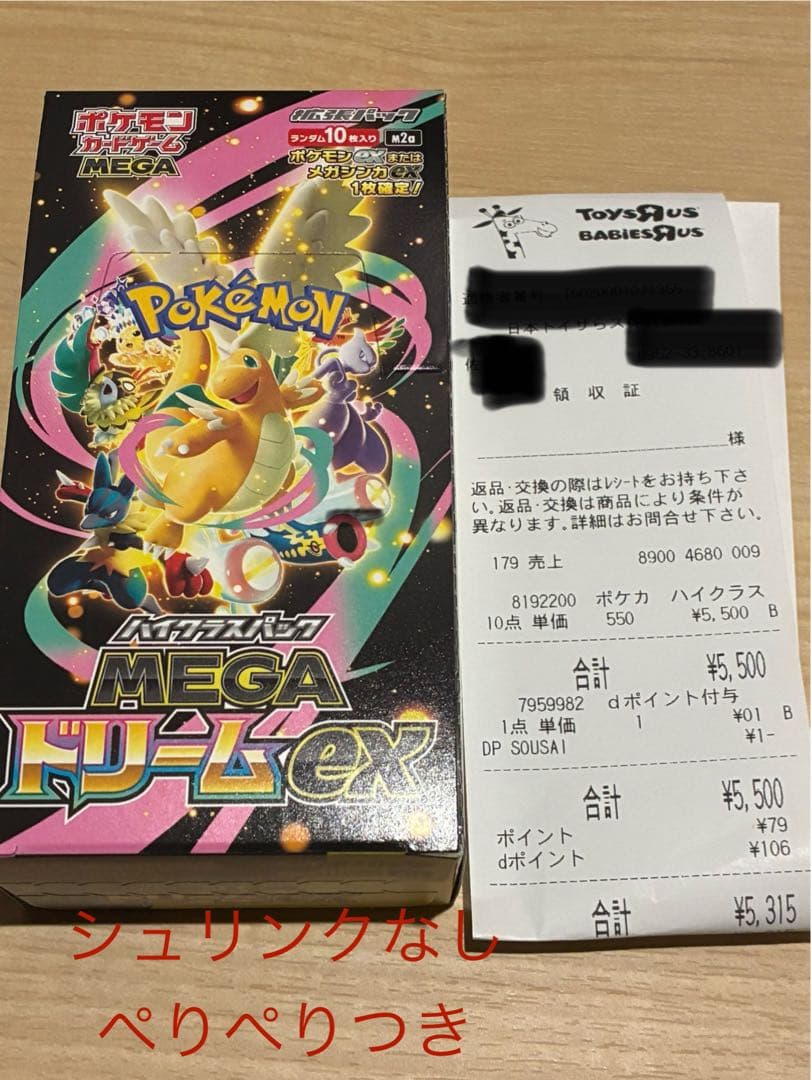 ポケモン
カードゲーム
MEGA
拡張パック
ランダム10枚入り M2a
ポケモンexまたは
メガシンカex
1枚確定!
POKéMON
ハイクラスパック
MEGA
ドリームex
シュリンクなし
ぺりぺりつき
TOYSЯUS
BABIESЯUS
日本トイザらス
佐
領収証
様
返品·交換の際はレシートをお持ち下さ
い。返品·交換は商品により条件が
異なります。詳細はお問合せ下さい。
179 売上 8900 4680 009
8192200 ポケカ ハイクラス
10点 単価 550 ¥5,500 B
合計 ¥5,500
7959982 dポイント付与
1点 単価 1 ¥01 B
DP SOUSAI ¥1-
合計 ¥5,500
ポイント ¥79
dポイント ¥106
合計 ¥5,315